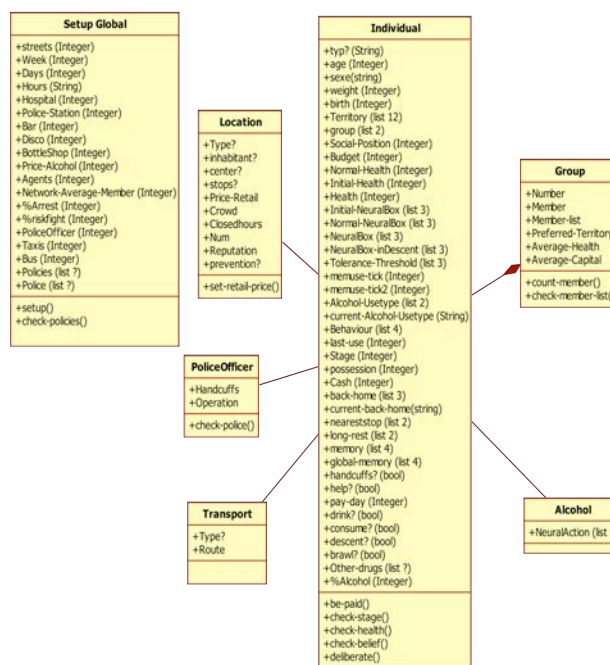 Setup Global
+streets (Integer)
+Week (Integer)
+Days (Integer)
+Hours (String)
+Hospital (Integer)
+Police-Station (Integer)
+Bar (Integer)
+Disco (Integer)
+BottleShop (Integer)
+Price-Alcohol (Integer)
+Agents (Integer)
+Network-Average-Member (Integer)
+%Arrest (Integer)
+%riskfight (Integer)
+PoliceOfficer (Integer)
+Taxis (Integer)
+Bus (Integer)
+Policies (list ?)
+Police (list ?)
+setup()
+check-policies()
Location
+Type?
+inhabitant?
+center?
+stops?
+Price-Retail
+Crowd
+Closedhours
+Num
+Reputation
+prevention?
+set-retail-price()
PoliceOfficer
+Handcuffs
+Operation
+check-police()
Transport
+Type?
+Route
Individual
+typ? (String)
+age (Integer)
+sexe(string)
+weight (Integer)
+birth (Integer)
+Territory (list 12)
+group (list 2)
+Social-Position (Integer)
+Budget (Integer)
+Normal-Health (Integer)
+Initial-Health (Integer)
+Health (Integer)
+Initial-NeuralBox (list 3)
+Normal-NeuralBox (list 3)
+NeuralBox (list 3)
+NeuralBox-inDescent (list 3)
+Tolerance-Threshold (list 3)
+memuse-tick (Integer)
+memuse-tick2 (Integer)
+Alcohol-Usetype (list 2)
+current-Alcohol-Usetype (String)
+Behaviour (list 4)
+last-use (Integer)
+Stage (Integer)
+possession (Integer)
+Cash (Integer)
+back-home (list 3)
+current-back-home(string)
+neareststop (list 2)
+long-rest (list 2)
+memory (list 4)
+global-memory (list 4)
+handcuffs? (bool)
+help? (bool)
+pay-day (Integer)
+drink? (bool)
+consume? (bool)
+descent? (bool)
+brawl? (bool)
+Other-drugs (list ?)
+%Alcohol (Integer)
+be-paid()
+check-stage()
+check-health()
+check-belief()
+deliberate()
Group
+Number
+Member
+Member-list
+Preferred-Territory
+Average-Health
+Average-Capital
+count-member()
+check-member-list(
Alcohol
+NeuralAction (list